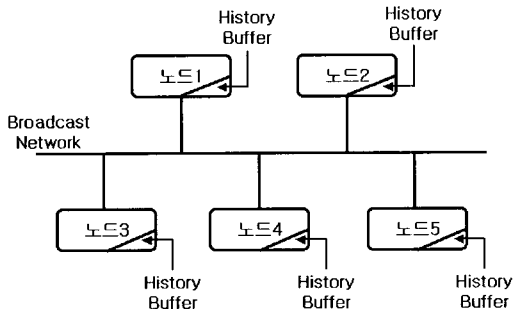 History
Buffer
History
Buffer
노드1
노드2
Broadcast
Network
노드3
노드4
노드5
History
Buffer
History
Buffer
History
Buffer